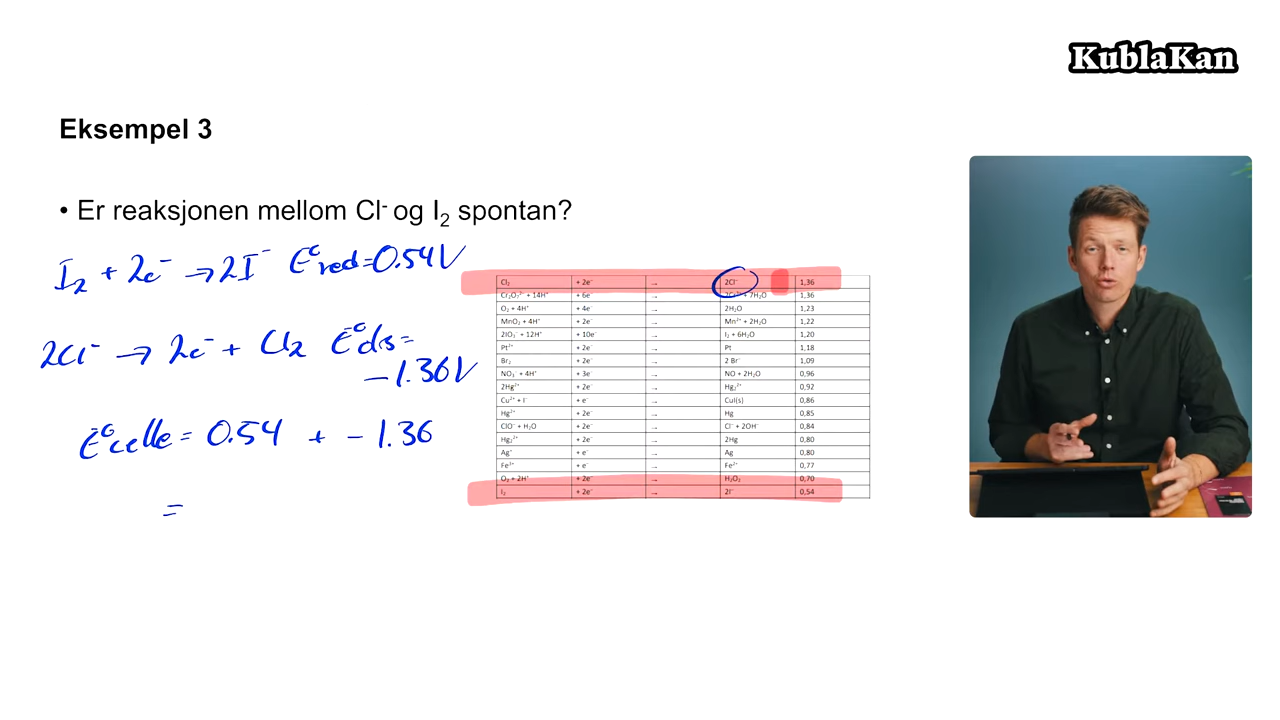 KublaKan
Eksempel 3
• Er reaksjonen mellom Cl⁻ og I₂ spontan?
I₂ + 2e⁻ → 2I⁻ E°red = 0.54V
2Cl⁻ → 2e⁻ + Cl₂ E°oks =
- 1.36V
E°celle = 0.54 + - 1.36
=
Cl₂ + 2e⁻ → 2Cl⁻ 1,36
Cr₂O₇²⁻ + 14H⁺ + 6e⁻ → 2Cr³⁺ + 7H₂O 1,36
O₂ + 4H⁺ + 4e⁻ → 2H₂O 1,23
MnO₂ + 4H⁺ + 2e⁻ → Mn²⁺ + 2H₂O 1,22
2IO₃⁻ + 12H⁺ + 10e⁻ → I₂ + 6H₂O 1,20
Pt²⁺ + 2e⁻ → Pt 1,18
Br₂ + 2e⁻ → 2 Br⁻ 1,09
NO₃⁻ + 4H⁺ + 3e⁻ → NO + 2H₂O 0,96
2Hg²⁺ + 2e⁻ → Hg₂²⁺ 0,92
Cu²⁺ + I⁻ + e⁻ → CuI(s) 0,86
Hg²⁺ + 2e⁻ → Hg 0,85
ClO⁻ + H₂O + 2e⁻ → Cl⁻ + 2OH⁻ 0,84
Hg₂²⁺ + 2e⁻ → 2Hg 0,80
Ag⁺ + e⁻ → Ag 0,80
Fe³⁺ + e⁻ → Fe²⁺ 0,77
O₂ + 2H⁺ + 2e⁻ → H₂O₂ 0,70
I₂ + 2e⁻ → 2I⁻ 0,54